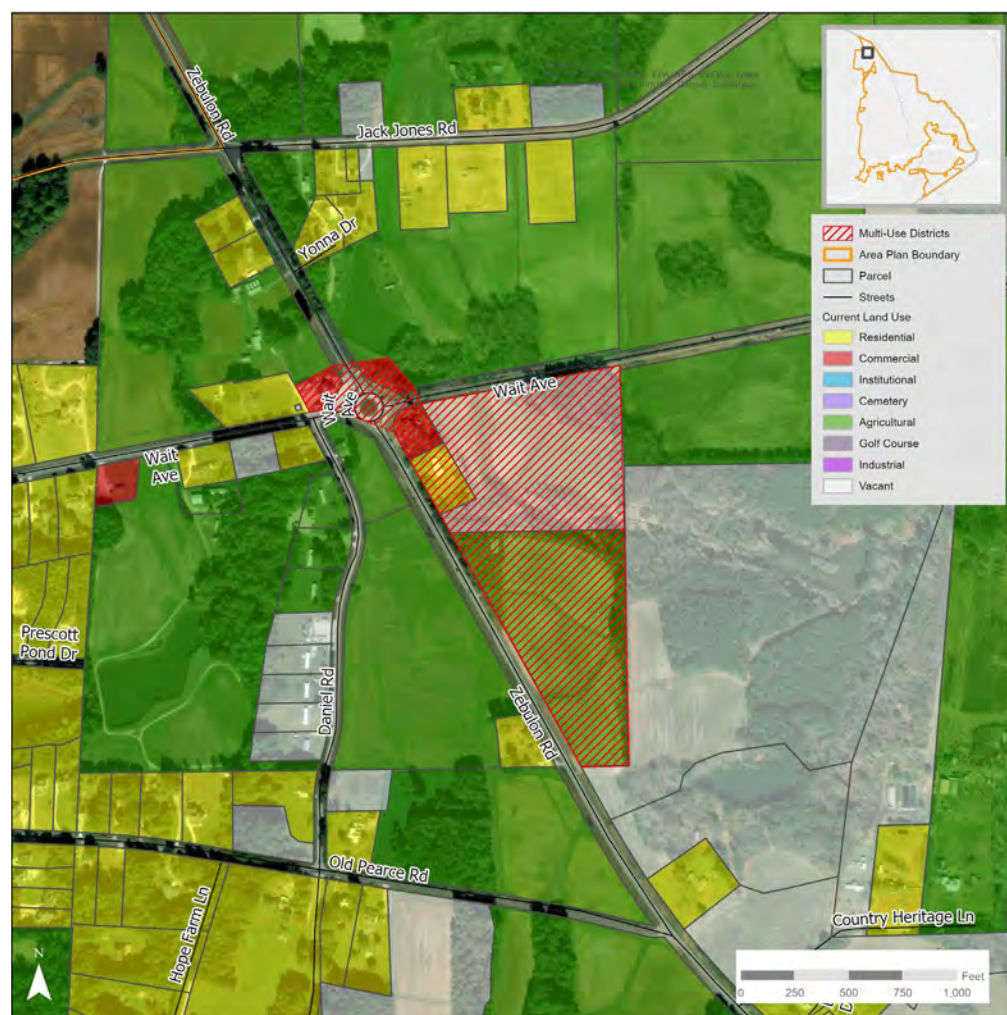 Zebulon Rd
Jack Jones Rd
Yonna Dr
Wait Ave
Wait
Ave
Wait
Ave
Multi-Use Districts
Area Plan Boundary
Parcel
Streets
Current Land Use
Residential
Commercial
Institutional
Cemetery
Agricultural
Golf Course
Industrial
Vacant
Prescott
Pond Dr
Daniel Rd
Zebulon Rd
Old Pearce Rd
Hope Farm Ln
Country Heritage Ln
N
Feet
0 250 500 750 1,000